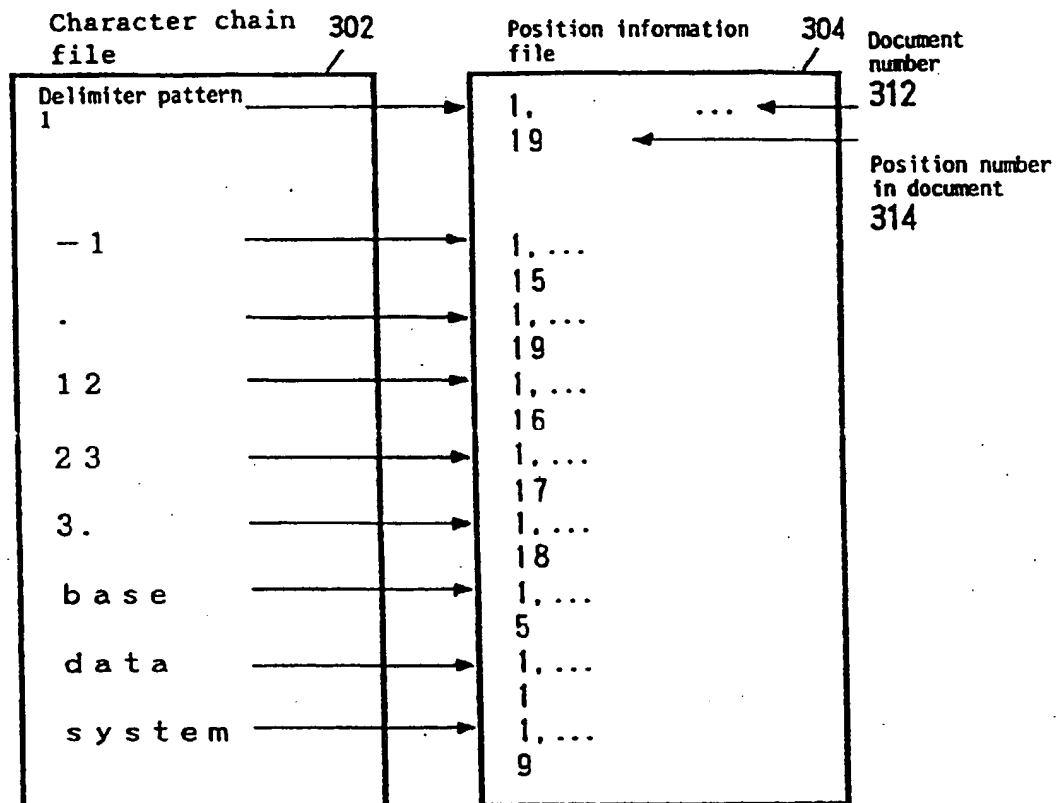 Character chain
file
302
Delimiter pattern
1
-1
.
12
23
3.
base
data
system
Position information
file
304
1, ...
19
1, ...
15
1, ...
19
1, ...
16
1, ...
17
1, ...
18
1, ...
5
1, ...
1
1, ...
9
Document
number
312
Position number
in document
314